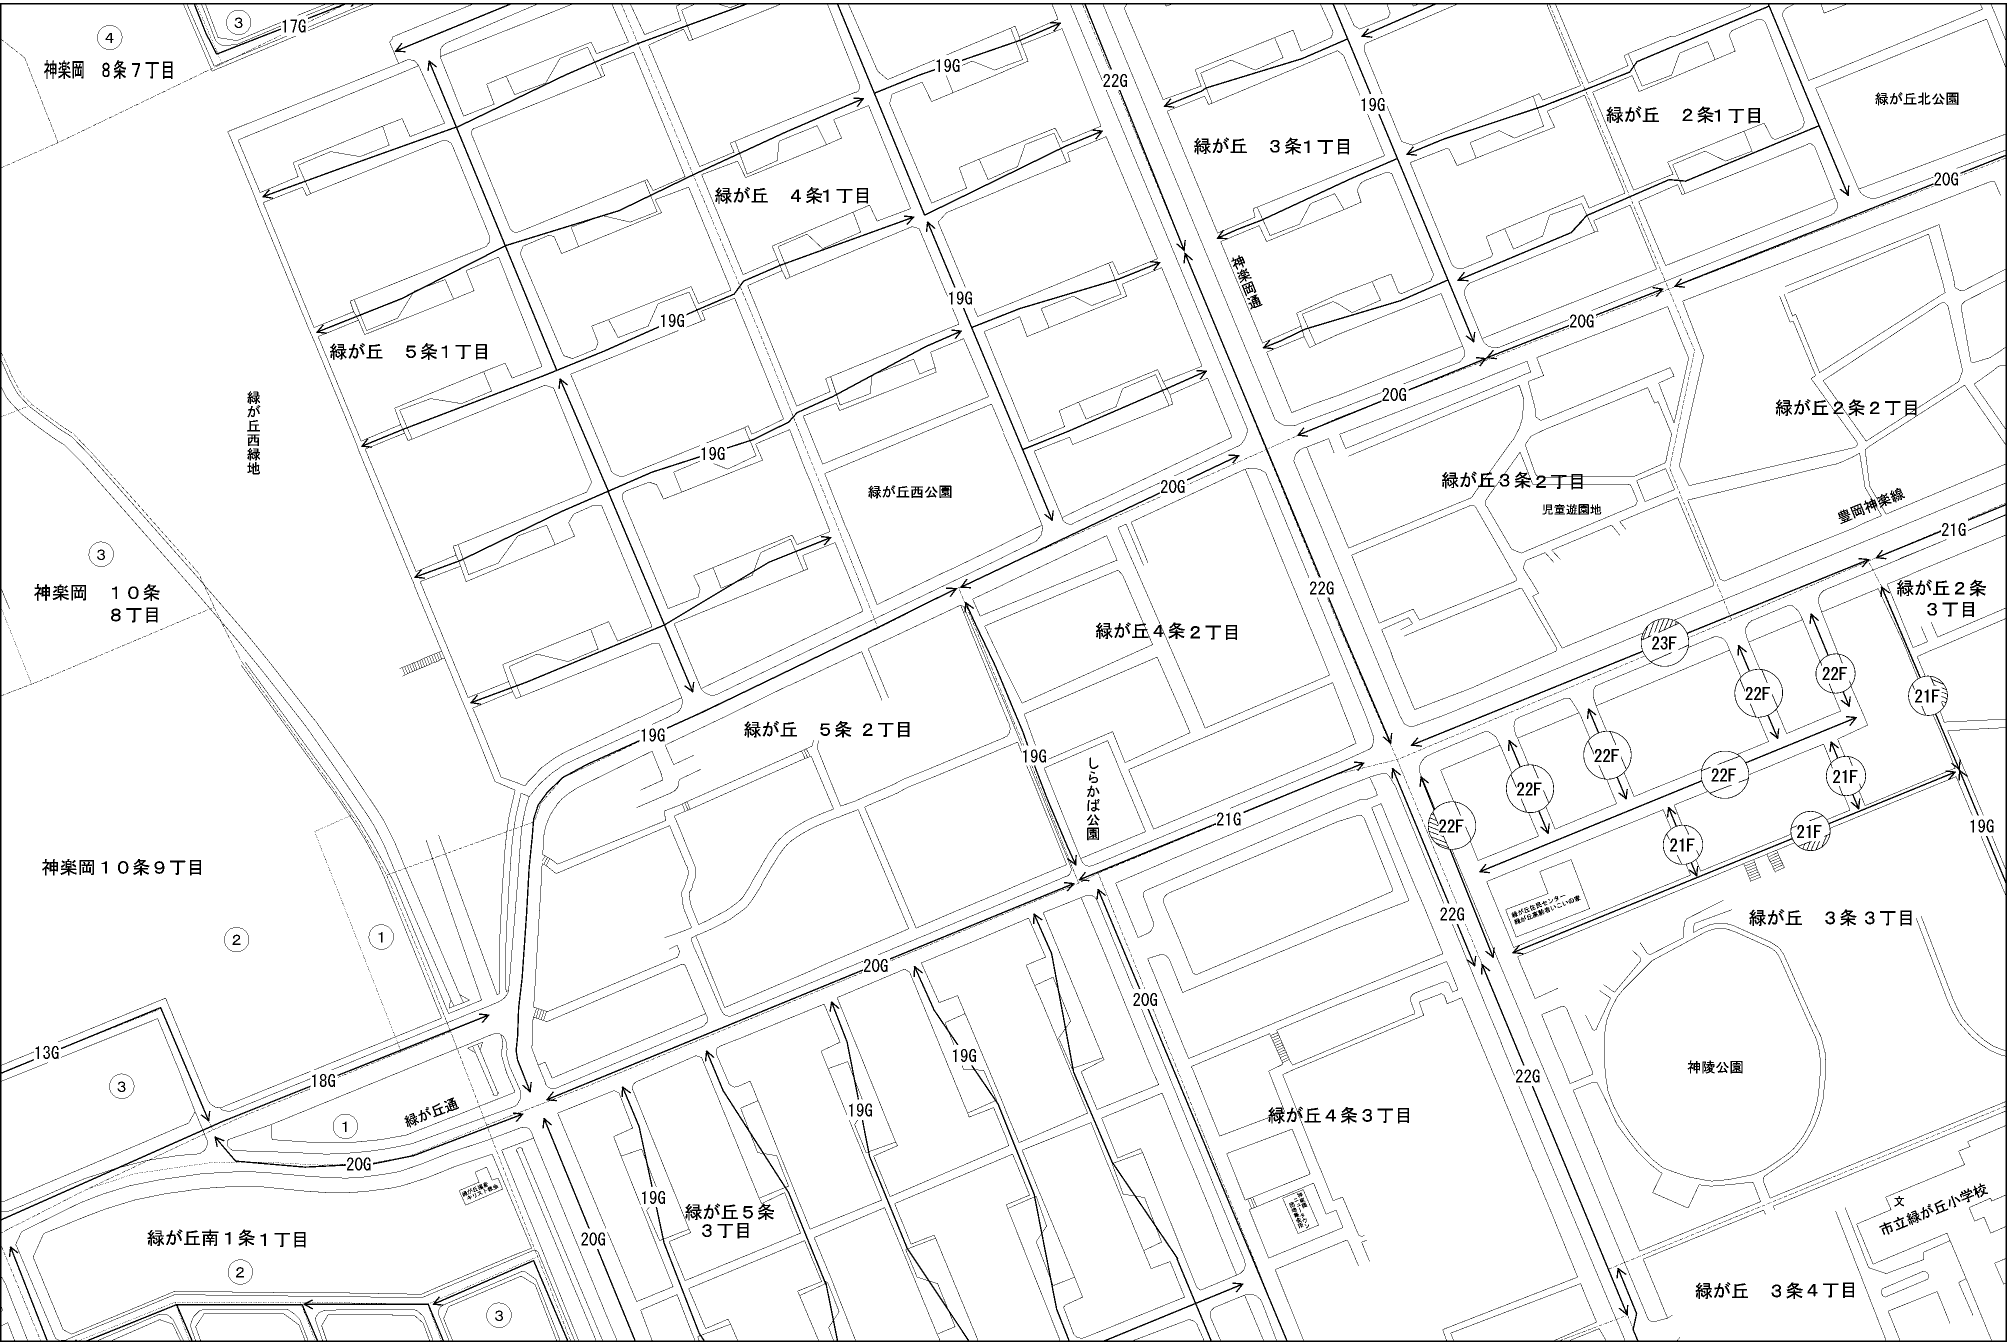 ③
17G
④
神楽岡　8条７丁目
19G
22G
19G
緑が丘北公園
緑が丘　２条1丁目
緑が丘　３条1丁目
緑が丘　４条1丁目
20G
神楽岡通
19G
19G
20G
緑が丘　５条１丁目
20G
緑が丘２条２丁目
緑が丘西緑地
19G
緑が丘西公園
20G
緑が丘３条２丁目
児童遊園地
豊岡神楽線
21G
③
神楽岡　１０条
８丁目
22G
緑が丘２条
３丁目
緑が丘４条２丁目
23F
22F
22F
21F
緑が丘　５条２丁目
19G
19G
しらかば公園
22F
22F
22F
21F
21G
22F
21F
21F
19G
神楽岡１０条９丁目
②
①
22G
緑が丘住民センター
緑が丘　３条３丁目
20G
20G
13G
19G
18G
③
22G
神陵公園
19G
緑が丘通
①
緑が丘４条３丁目
20G
19G
緑が丘５条
３丁目
文
市立緑が丘小学校
緑が丘南１条１丁目
20G
②
緑が丘　３条４丁目
③